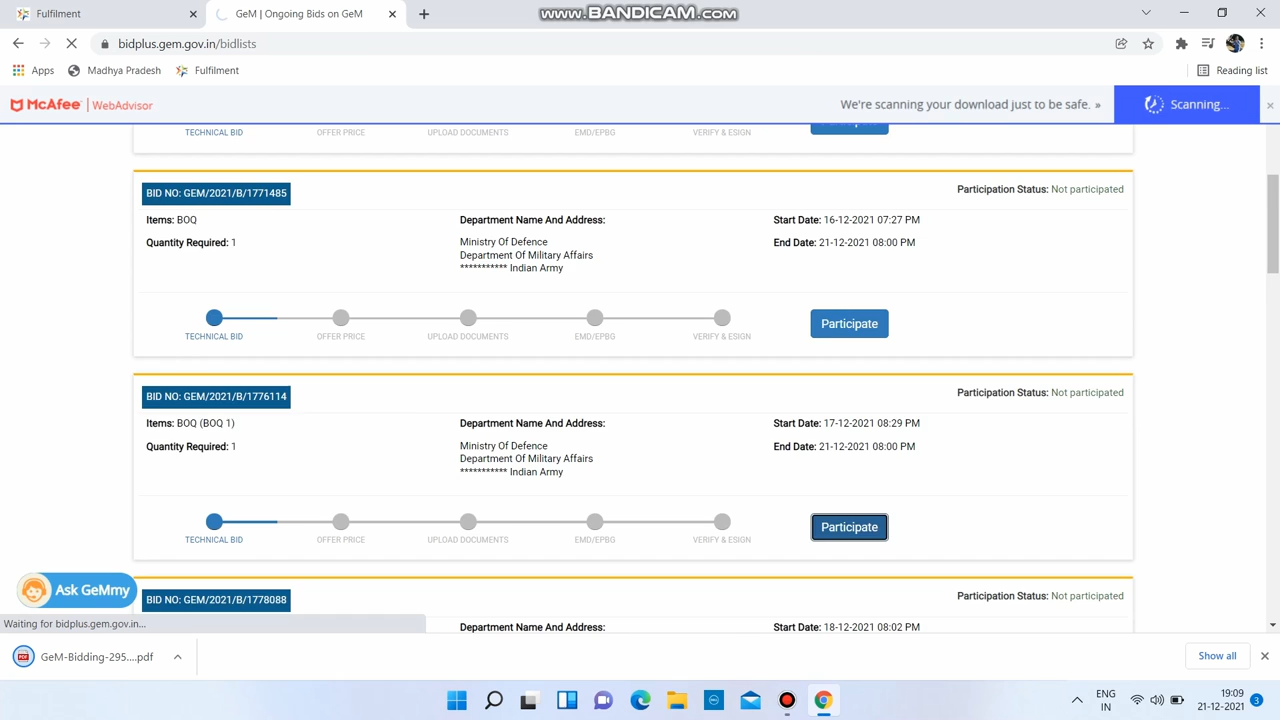 Fulfilment
GeM | Ongoing Bids on GeM
www.BANDICAM.com
bidplus.gem.gov.in/bidlists
Apps Madhya Pradesh Fulfilment Reading list
McAfee | WebAdvisor We're scanning your download just to be safe. » Scanning...
TECHNICAL BID OFFER PRICE UPLOAD DOCUMENTS EMD/EPBG VERIFY & ESIGN Participate
BID NO: GEM/2021/B/1771485 Participation Status: Not participated
Items: BOQ Department Name And Address: Start Date: 16-12-2021 07:27 PM
Quantity Required: 1 Ministry Of Defence End Date: 21-12-2021 08:00 PM
Department Of Military Affairs
*********** Indian Army
Participate
TECHNICAL BID OFFER PRICE UPLOAD DOCUMENTS EMD/EPBG VERIFY & ESIGN
BID NO: GEM/2021/B/1776114 Participation Status: Not participated
Items: BOQ (BOQ 1) Department Name And Address: Start Date: 17-12-2021 08:29 PM
Quantity Required: 1 Ministry Of Defence End Date: 21-12-2021 08:00 PM
Department Of Military Affairs
*********** Indian Army
Participate
TECHNICAL BID OFFER PRICE UPLOAD DOCUMENTS EMD/EPBG VERIFY & ESIGN
Ask GeMmy
BID NO: GEM/2021/B/1778088 Participation Status: Not participated
Waiting for bidplus.gem.gov.in... Department Name And Address: Start Date: 18-12-2021 08:02 PM
GeM-Bidding-295....pdf Show all
ENG
IN
19:09
21-12-2021
3